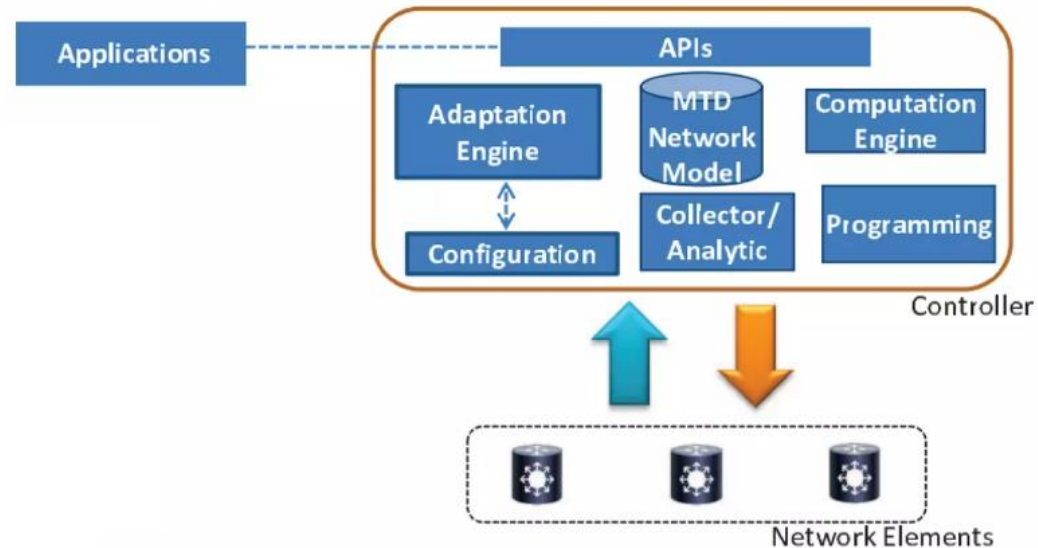 Applications
APIs
Adaptation
Engine
MTD
Network
Model
Computation
Engine
Configuration
Collector/
Analytic
Programming
Controller
Network Elements